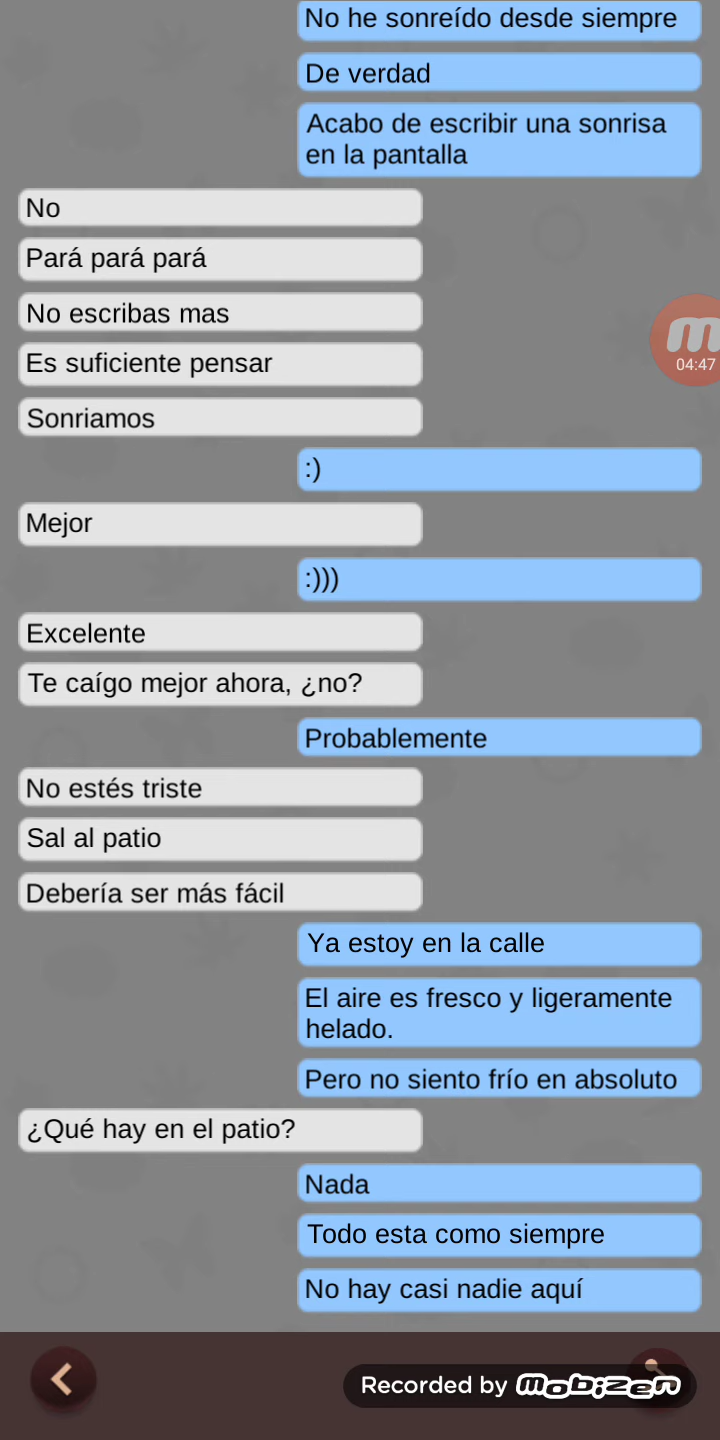 No he sonreído desde siempre
De verdad
Acabo de escribir una sonrisa
en la pantalla
No
Pará pará pará
No escribas mas
Es suficiente pensar
04:47
Sonriamos
:)
Mejor
:)))
Excelente
Te caígo mejor ahora, ¿no?
Probablemente
No estés triste
Sal al patio
Debería ser más fácil
Ya estoy en la calle
El aire es fresco y ligeramente
helado.
Pero no siento frío en absoluto
¿Qué hay en el patio?
Nada
Todo esta como siempre
No hay casi nadie aquí
Recorded by mobizen